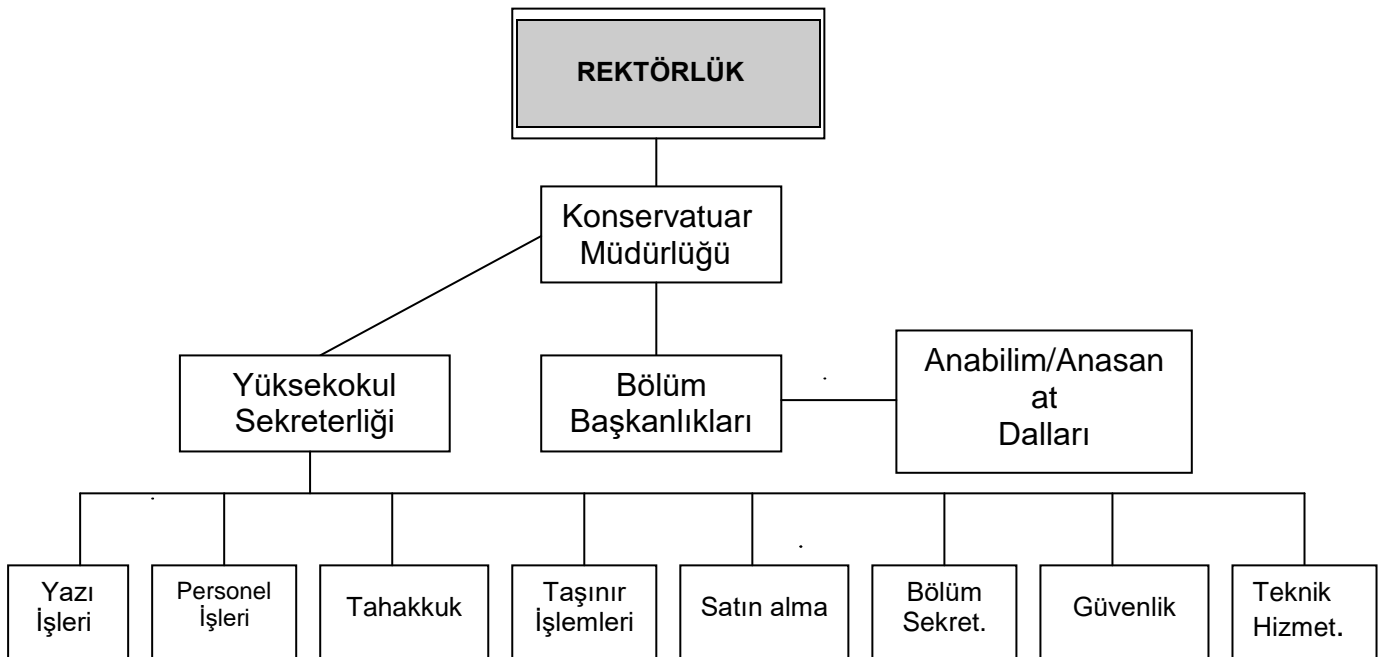 REKTÖRLÜK
Konservatuar
Müdürlüğü
Yüksekokul
Sekreterliği
Bölüm
Başkanlıkları
Anabilim/Anasan
at
Dalları
Yazı
İşleri
Personel
İşleri
Tahakkuk
Taşınır
İşlemleri
Satın alma
Bölüm
Sekret.
Güvenlik
Teknik
Hizmet.